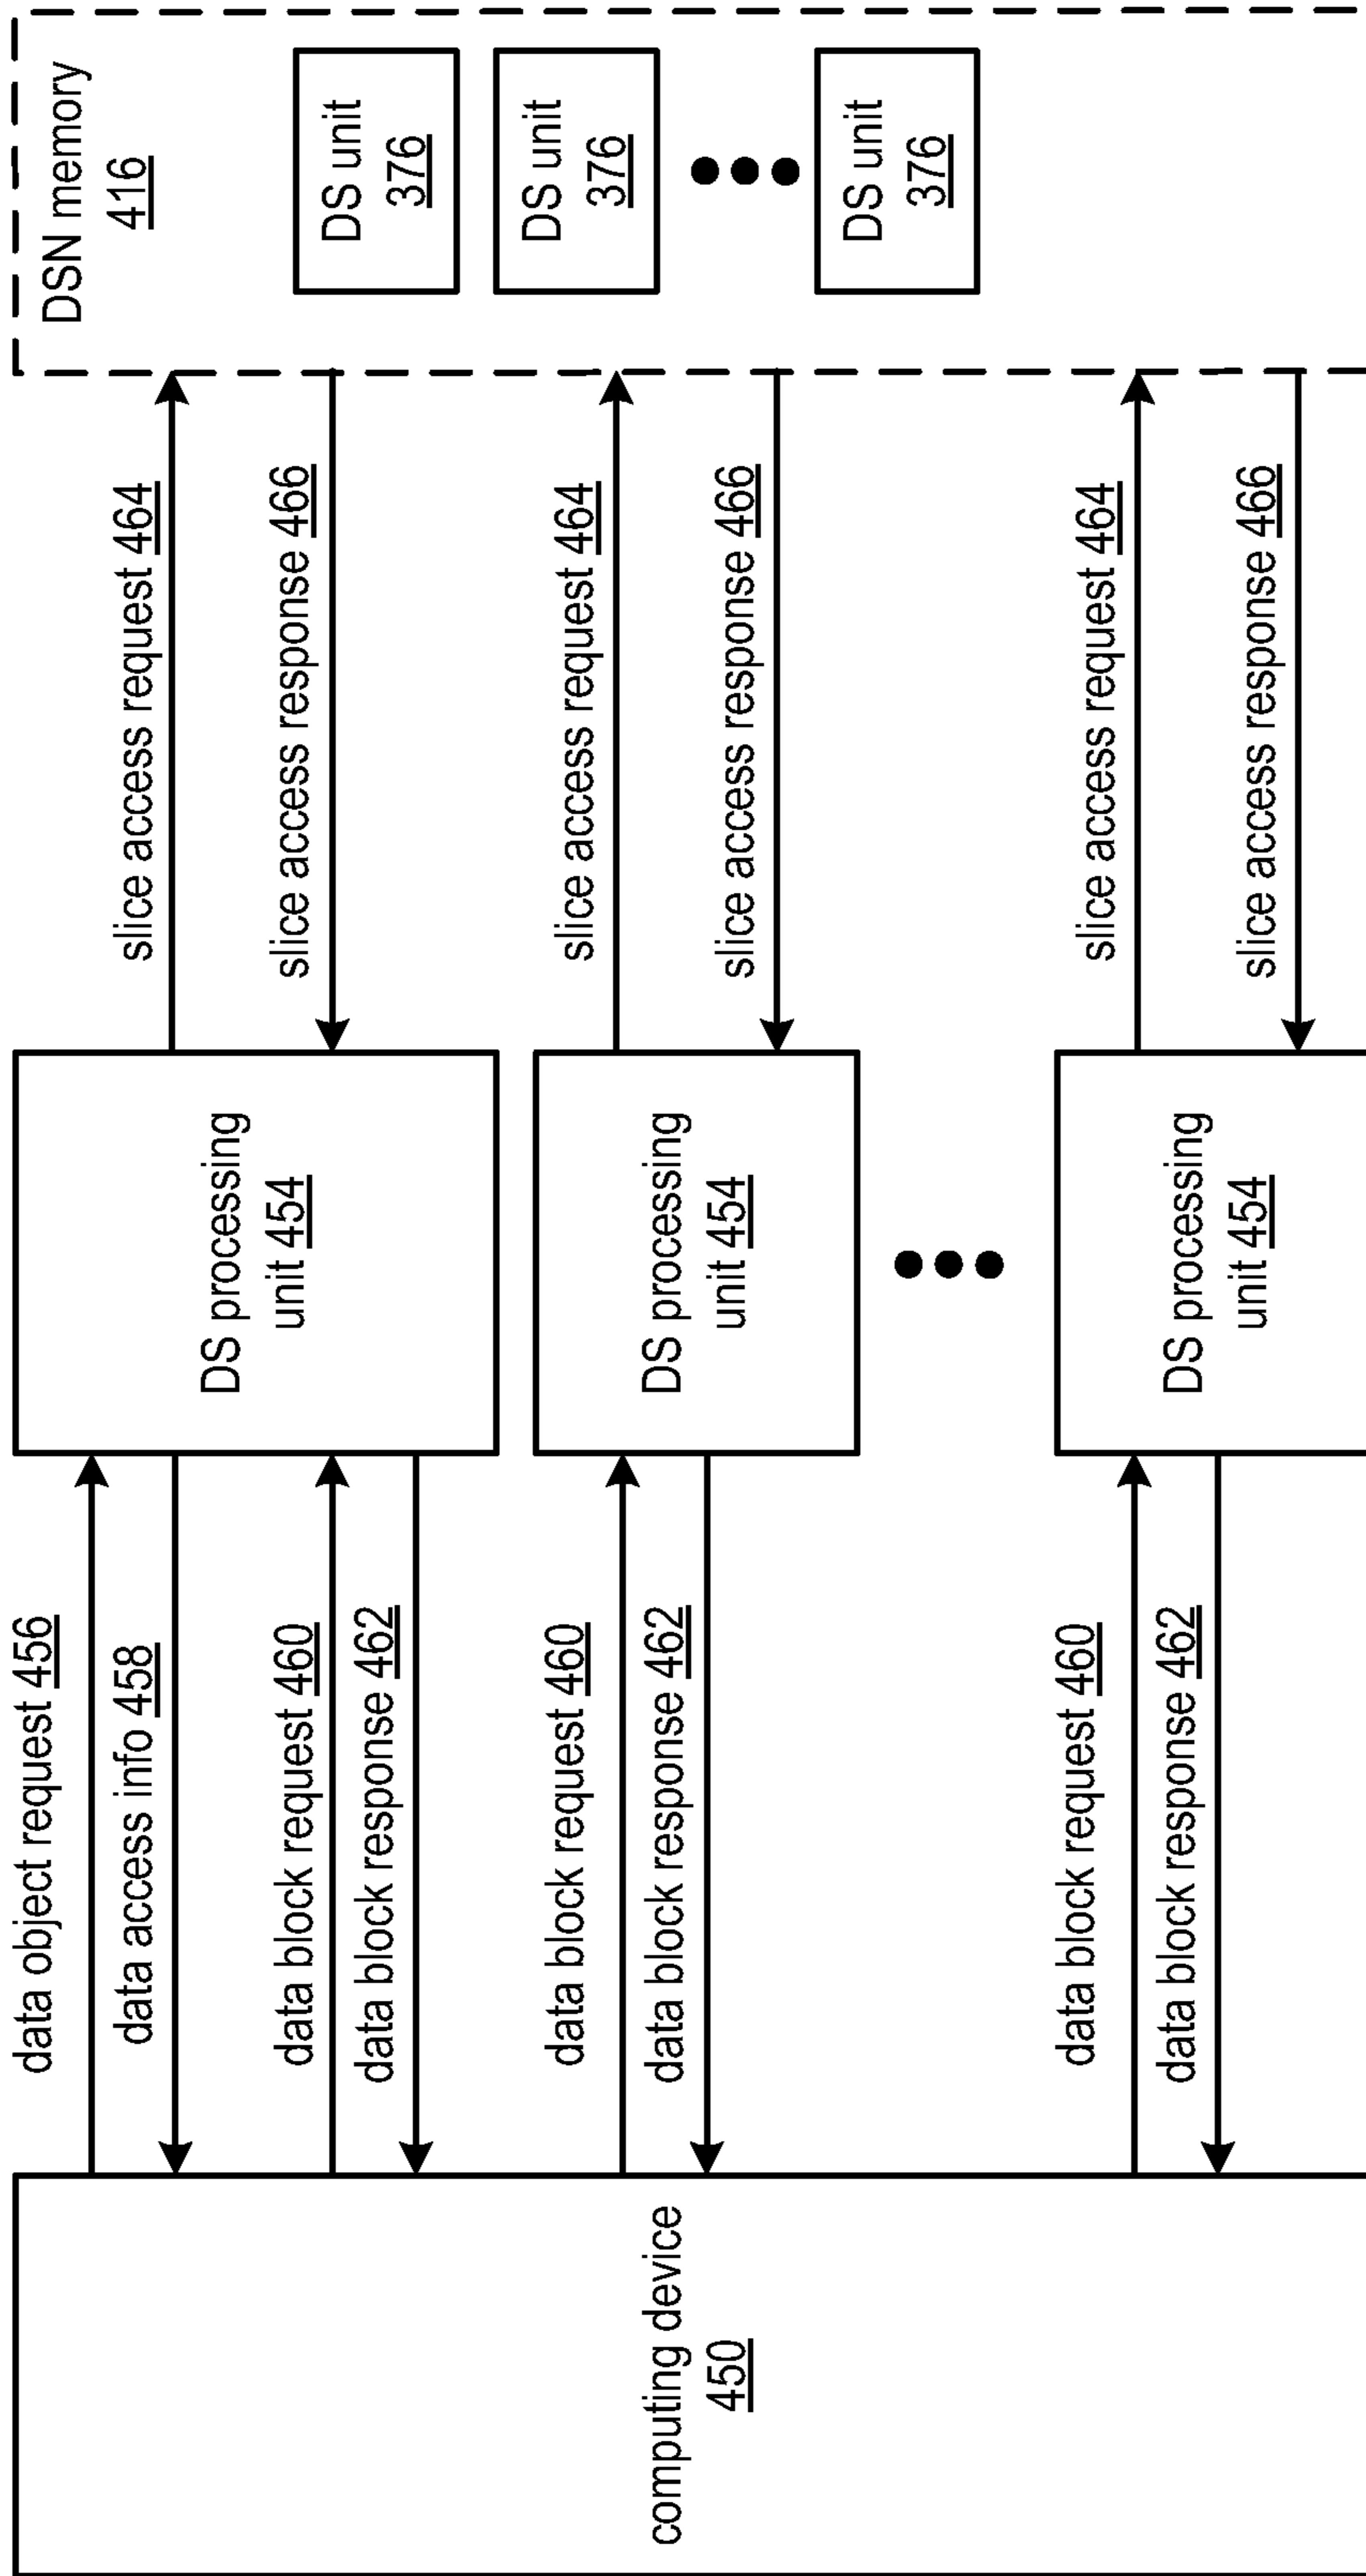 computing device
450
data object request 456
data access info 458
data block request 460
data block response 462
data block request 460
data block response 462
data block request 460
data block response 462
DS processing
unit 454
DS processing
unit 454
DS processing
unit 454
slice access request 464
slice access response 466
slice access request 464
slice access response 466
slice access request 464
slice access response 466
DSN memory
416
DS unit
376
DS unit
376
DS unit
376